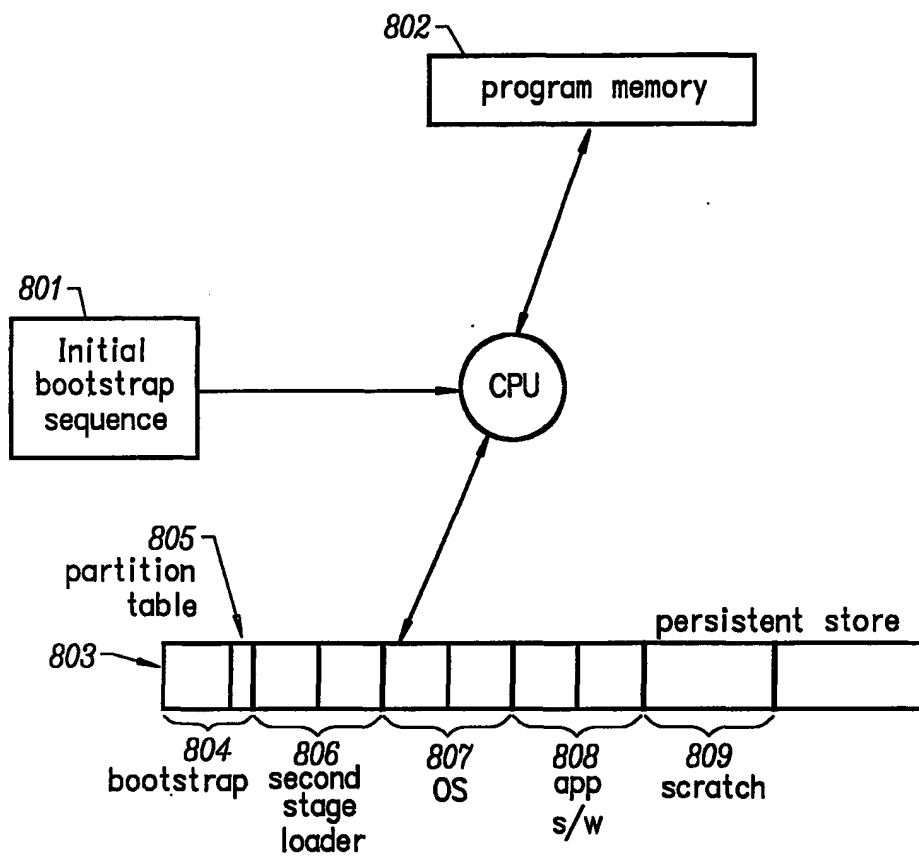 802
program memory
801
Initial
bootstrap
sequence
CPU
805
partition
table
persistent store
803
804
bootstrap
806
second
stage
loader
807
OS
808
app
s/w
809
scratch